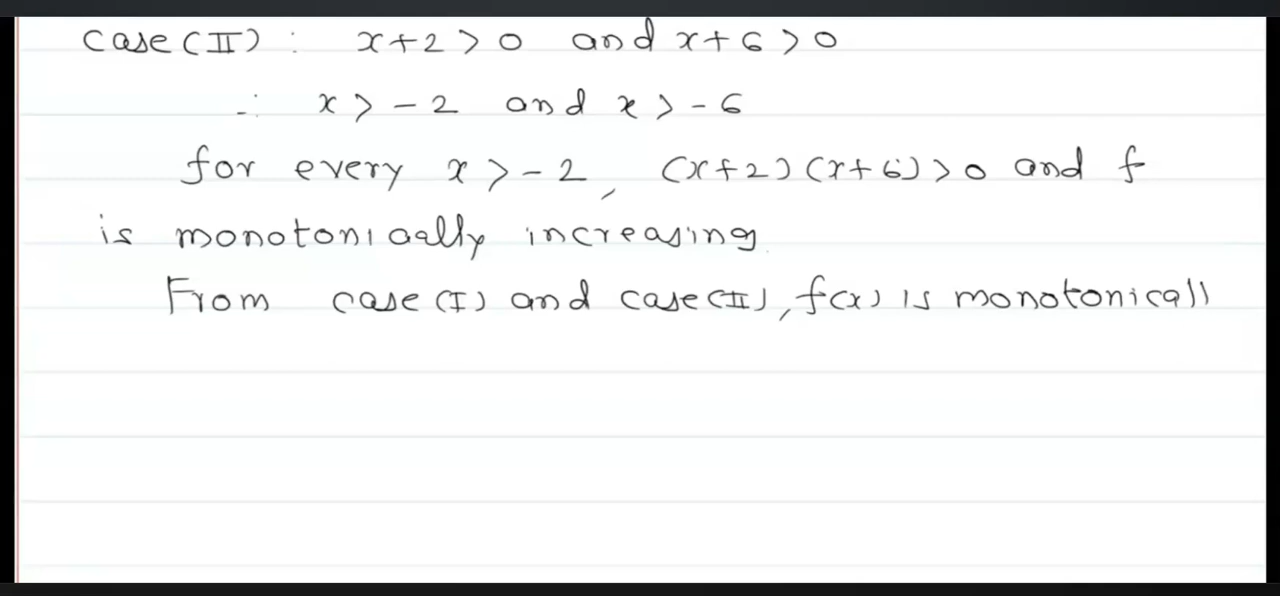 case (II) : x+2 > 0 and x+6 > 0
∴ x > -2 and x > -6
for every x > -2, (x+2)(x+6) > 0 and f
is monotonically increasing
From case (I) and case (II), f(x) is monotonicall